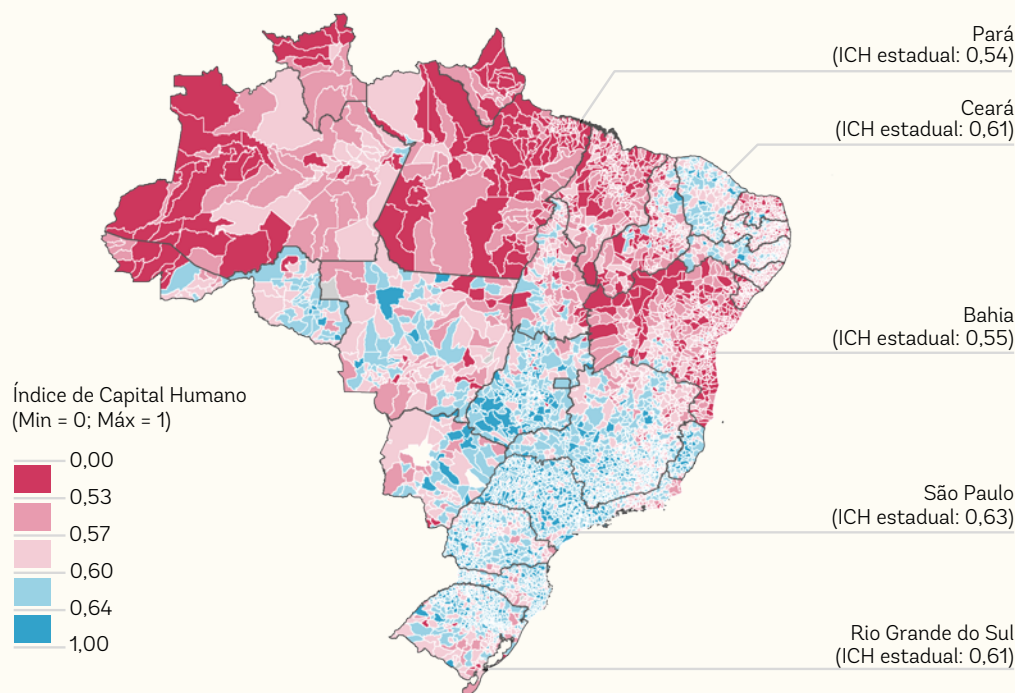 Pará
(ICH estadual: 0,54)
Ceará
(ICH estadual: 0,61)
Bahia
(ICH estadual: 0,55)
Índice de Capital Humano
(Min = 0; Máx = 1)
0,00
0,53
0,57
0,60
0,64
1,00
São Paulo
(ICH estadual: 0,63)
Rio Grande do Sul
(ICH estadual: 0,61)